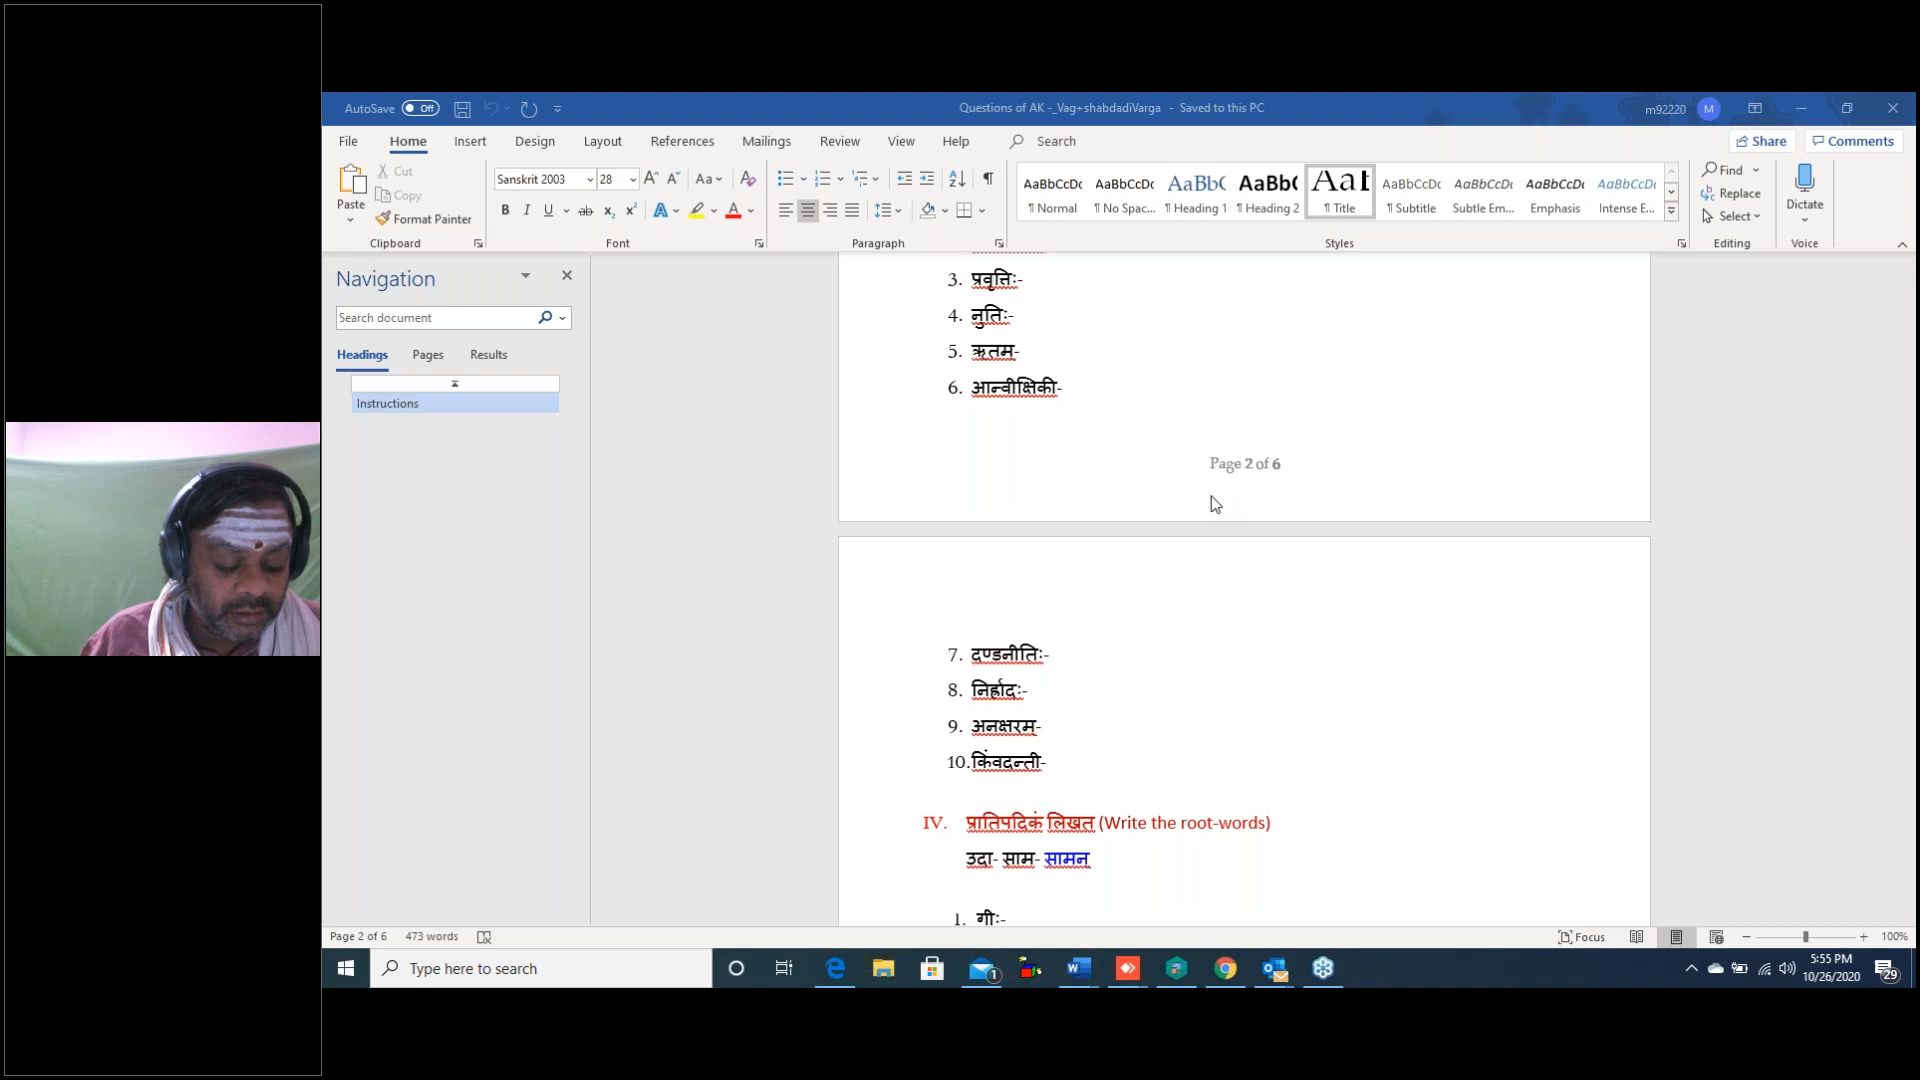 AutoSave Off Questions of AK -_Vag+shabdadiVarga - Saved to this PC m92220 M
File Home Insert Design Layout References Mailings Review View Help Search Share Comments
Paste Cut Copy Format Painter Clipboard
Sanskrit 2003 28 Font
Paragraph
AaBbCcDc AaBbCcDc AaBbC AaBbC AaB AaBbCcDc AaBbCcDc AaBbCcDc AaBbCcDc
¶ Normal ¶ No Spac... ¶ Heading 1 ¶ Heading 2 ¶ Title ¶ Subtitle Subtle Em... Emphasis Intense E...
Styles
Find Replace Select Editing
Dictate Voice
Navigation
Search document
Headings Pages Results
Instructions
3. प्रवृत्तिः-
4. नुतिः-
5. ऋतम्-
6. आन्वीक्षिकी-
Page 2 of 6
7. दण्डनीतिः-
8. निर्ह्रादः-
9. अनक्षरम्-
10.किंवदन्ती-
IV. प्रातिपदिकं लिखत (Write the root-words)
उदा- साम- सामन्
1. गीः-
Page 2 of 6 473 words Focus 100%
Type here to search
1
5:55 PM
10/26/2020
29